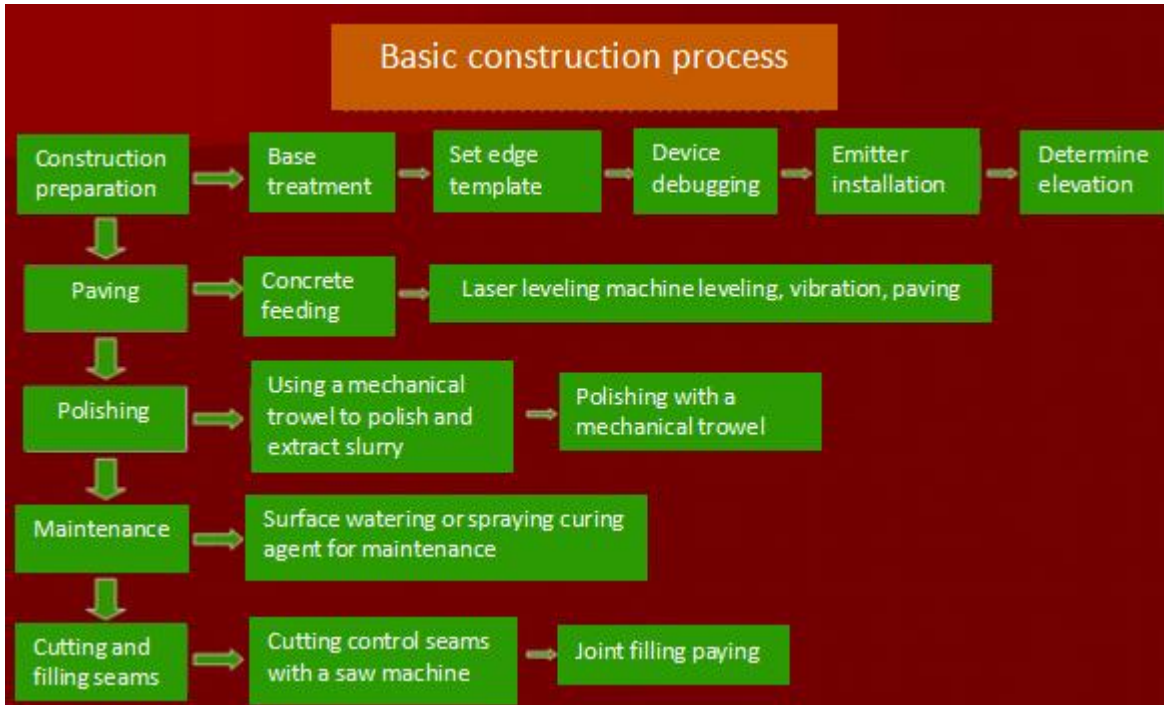 Basic construction process
Construction
preparation
Base
treatment
Set edge
template
Device
debugging
Emitter
installation
Determine
elevation
Paving
Concrete
feeding
Laser leveling machine leveling, vibration, paving
Polishing
Using a mechanical
trowel to polish and
extract slurry
Polishing with a
mechanical trowel
Maintenance
Surface watering or spraying curing
agent for maintenance
Cutting and
filling seams
Cutting control seams
with a saw machine
Joint filling paying